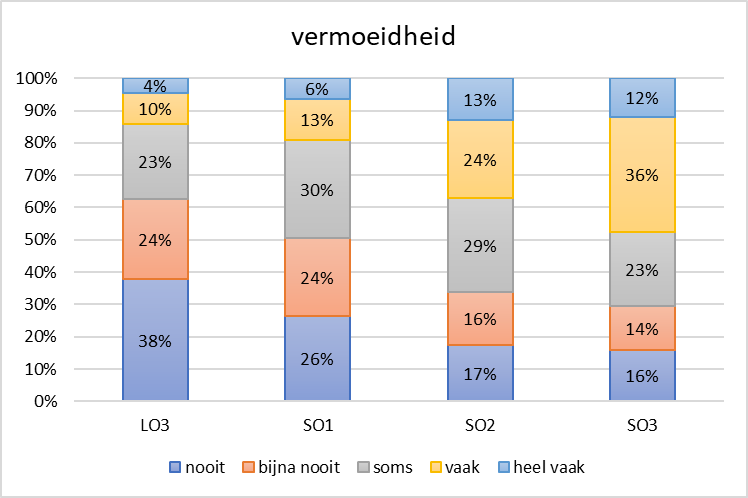 vermoeidheid
100%
90%
80%
70%
60%
50%
40%
30%
20%
10%
0%
4% 6% 13% 12%
10% 13% 24% 36%
23% 30% 29% 23%
24% 24% 16% 14%
38% 26% 17% 16%
LO3 SO1 SO2 SO3
nooit bijna nooit soms vaak heel vaak